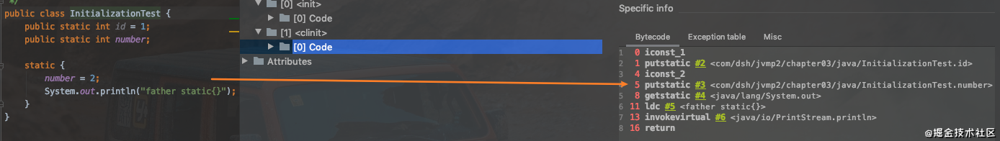 */
public class InitializationTest {
public static int id = 1;
public static int number;
static {
number = 2;
System.out.println("father static{}");
}
}
[0] <init>
[0] Code
[1] <clinit>
[0] Code
Attributes
Specific info
Bytecode Exception table Misc
1 0 iconst_1
2 1 putstatic #2 <com/dsh/jvmp2/chapter03/java/InitializationTest.id>
3 4 iconst_2
4 5 putstatic #3 <com/dsh/jvmp2/chapter03/java/InitializationTest.number>
5 8 getstatic #4 <java/lang/System.out>
6 11 ldc #5 <father static{}>
7 13 invokevirtual #6 <java/io/PrintStream.println>
8 16 return
@掘金技术社区